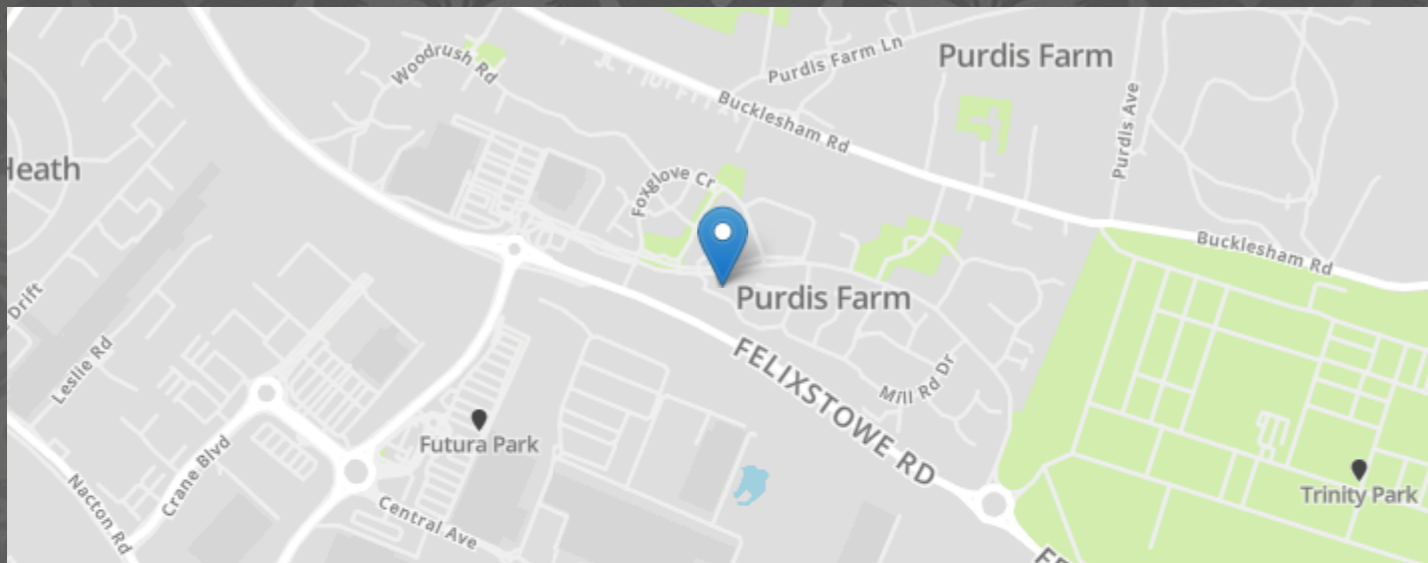 Purdis Farm Ln
Purdis Farm
Woodrush Rd
Bucklesham Rd
Purdis Ave
Heath
Foxglove Cr
Bucklesham Rd
Purdis Farm
Drift
Leslie Rd
FELIXSTOWE RD
Mill Rd Dr
Futura Park
Crane Blvd
Trinity Park
Nacton Rd
Central Ave
FE